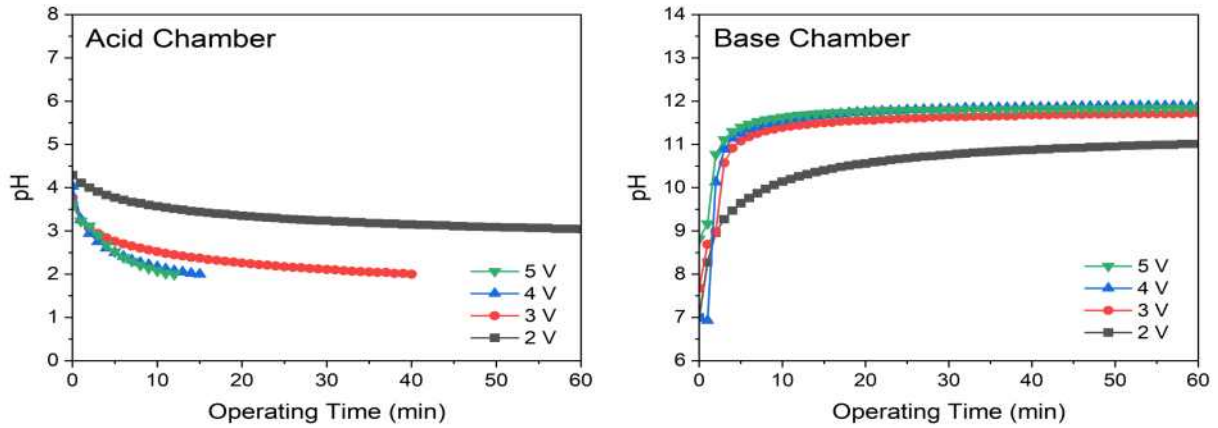 Acid Chamber
pH
8
7
6
5
4
3
2
1
0
5 V
4 V
3 V
2 V
0 10 20 30 40 50 60
Operating Time (min)
Base Chamber
pH
14
13
12
11
10
9
8
7
6
5 V
4 V
3 V
2 V
0 10 20 30 40 50 60
Operating Time (min)